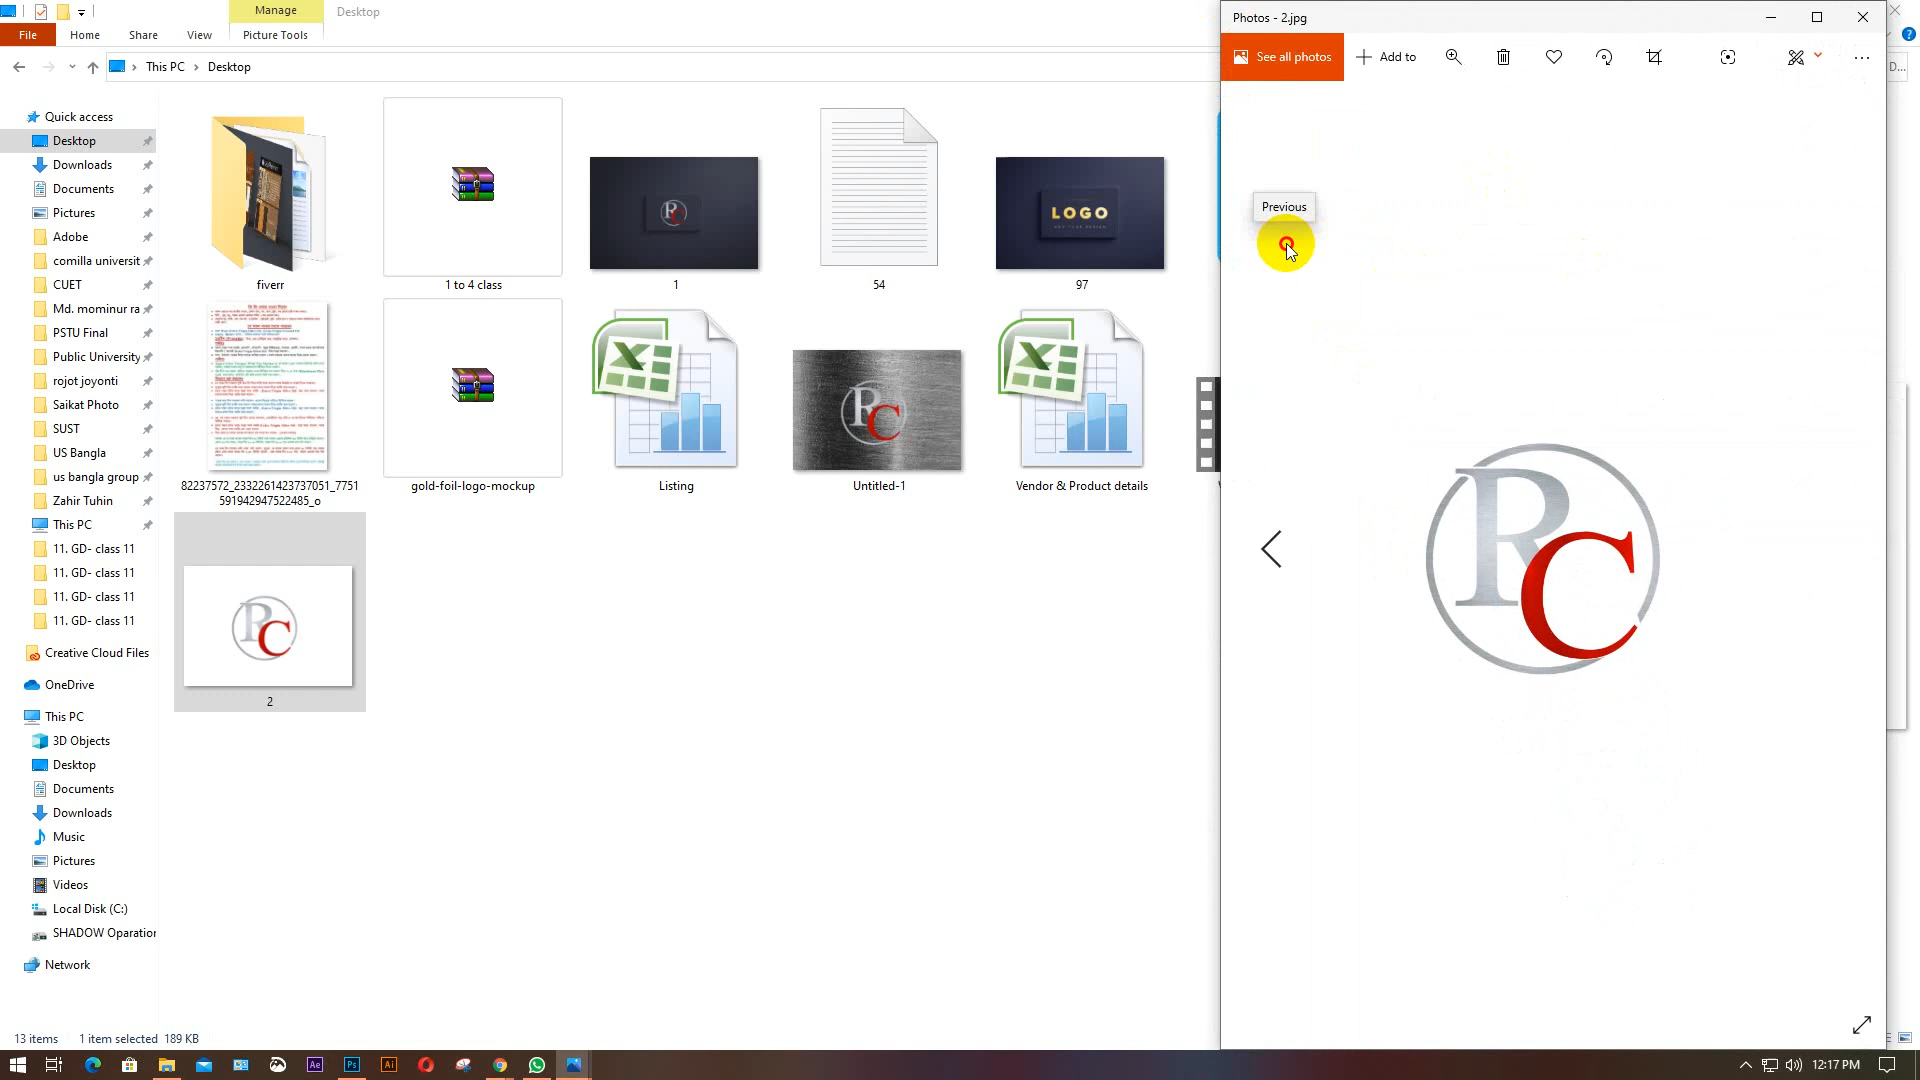 Manage
Desktop
File
Home
Share
View
Picture Tools
This PC
Desktop
Quick access
Desktop
Downloads
Documents
Pictures
Adobe
comilla universit
CUET
Md. mominur ra
PSTU Final
Public University
rojot joyonti
Saikat Photo
SUST
US Bangla
us bangla group
Zahir Tuhin
This PC
11. GD- class 11
11. GD- class 11
11. GD- class 11
11. GD- class 11
Creative Cloud Files
OneDrive
This PC
3D Objects
Desktop
Documents
Downloads
Music
Pictures
Videos
Local Disk (C:)
SHADOW Oparatior
Network
fiverr
1 to 4 class
RC
1
54
LOGO
97
82237572_2332261423737051_7751
591942947522485_o
gold-foil-logo-mockup
Listing
RC
Untitled-1
Vendor & Product details
RC
2
13 items
1 item selected 189 KB
Photos - 2.jpg
See all photos
Add to
D...
Previous
RC
Ae
Ps
Ai
12:17 PM